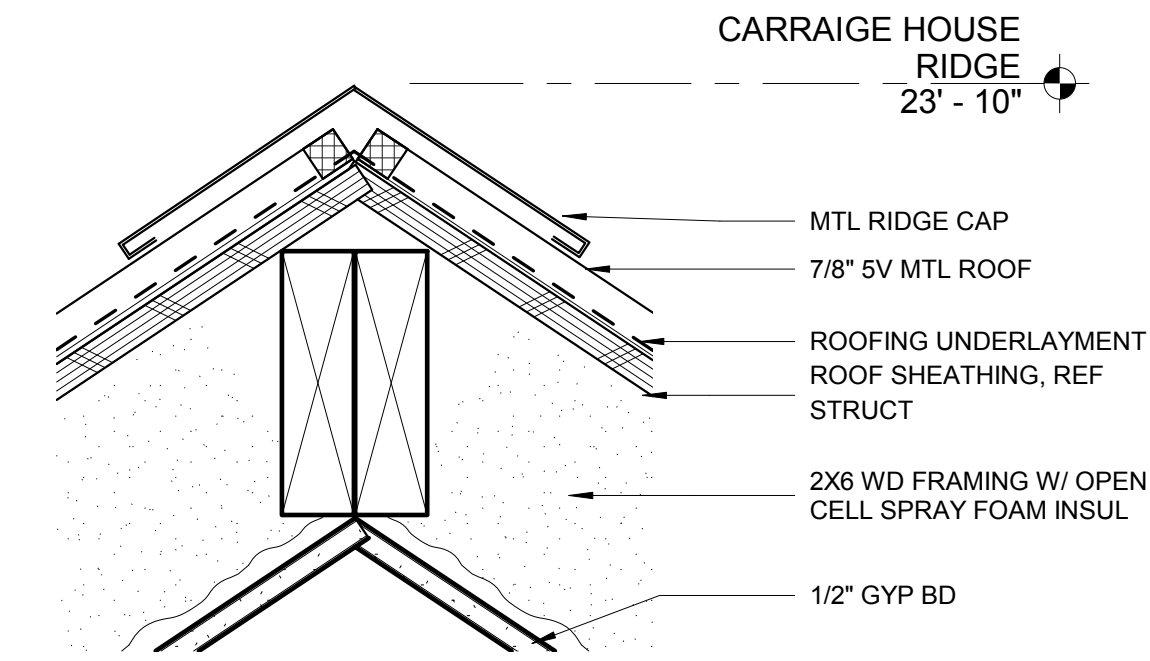 CARRAIGE HOUSE
RIDGE
23' - 10"
MTL RIDGE CAP
7/8" 5V MTL ROOF
ROOFING UNDERLAYMENT
ROOF SHEATHING, REF
STRUCT
2X6 WD FRAMING W/ OPEN
CELL SPRAY FOAM INSUL
1/2" GYP BD